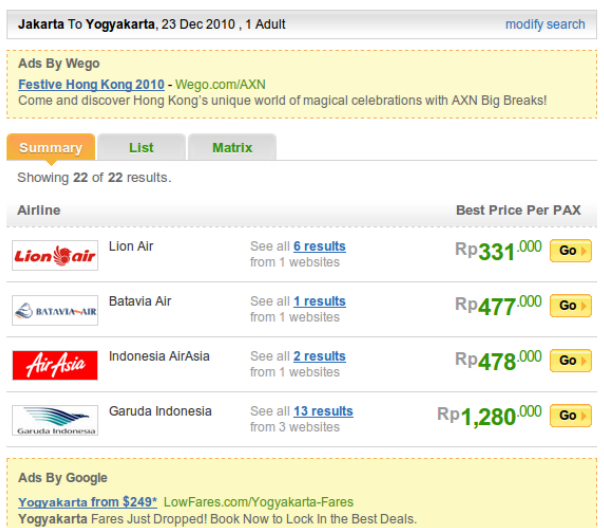 Jakarta To Yogyakarta, 23 Dec 2010 , 1 Adult modify search
Ads By Wego
Festive Hong Kong 2010 - Wego.com/AXN
Come and discover Hong Kong's unique world of magical celebrations with AXN Big Breaks!
Summary List Matrix
Showing 22 of 22 results.
Airline Best Price Per PAX
Lion air Lion Air See all 6 results Rp331.000 Go
from 1 websites
BATAVIA AIR Batavia Air See all 1 results Rp477.000 Go
from 1 websites
AirAsia Indonesia AirAsia See all 2 results Rp478.000 Go
from 1 websites
Garuda Indonesia Garuda Indonesia See all 13 results Rp1,280.000 Go
from 3 websites
Ads By Google
Yogyakarta from $249* LowFares.com/Yogyakarta-Fares
Yogyakarta Fares Just Dropped! Book Now to Lock In the Best Deals.